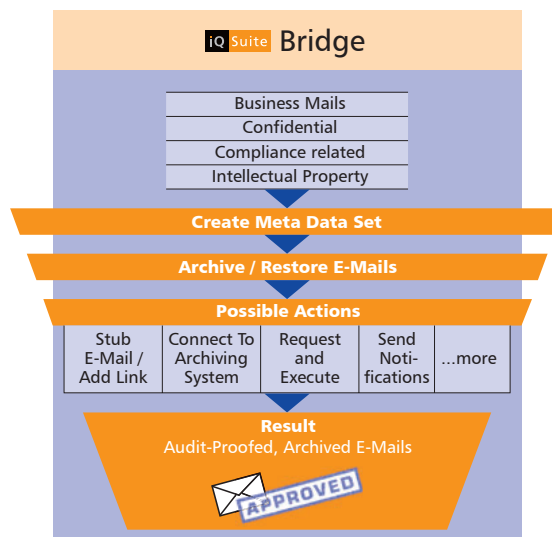 iQ Suite Bridge
Business Mails
Confidential
Compliance related
Intellectual Property
Create Meta Data Set
Archive / Restore E-Mails
Possible Actions
Stub
E-Mail /
Add Link
Connect To
Archiving
System
Request
and
Execute
Send
Noti-
fications
...more
Result
Audit-Proofed, Archived E-Mails
APPROVED